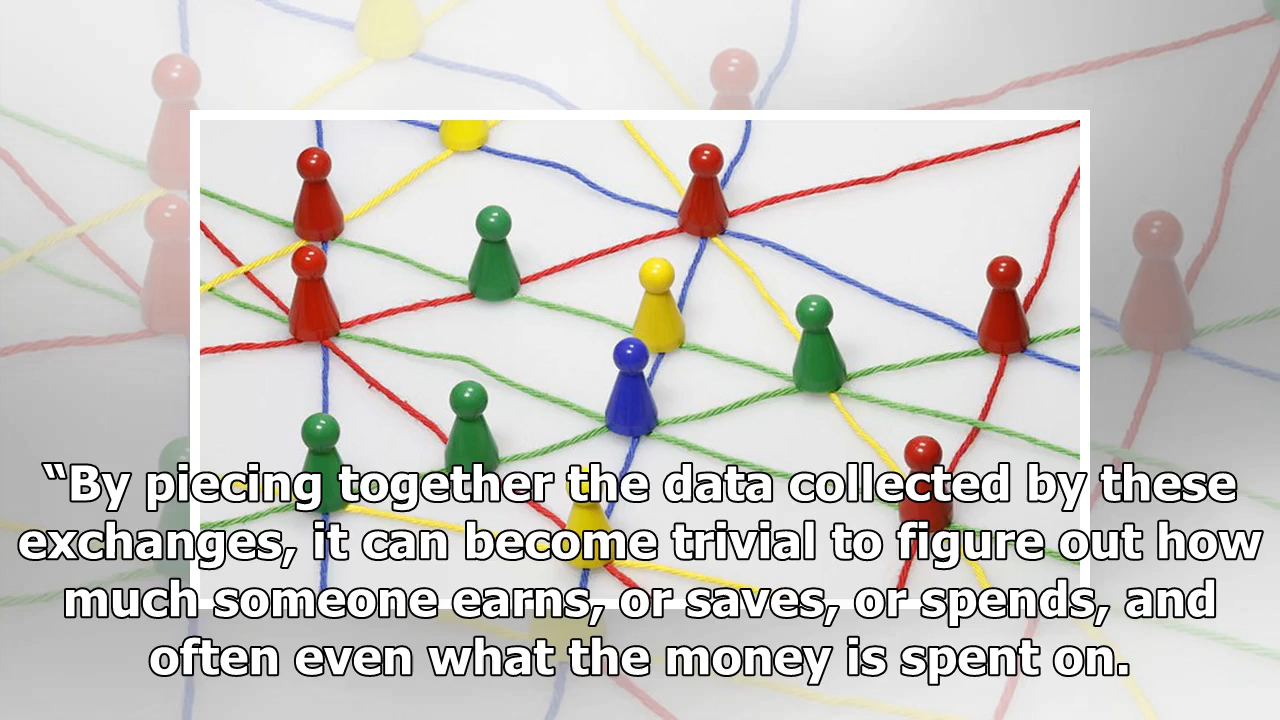 “By piecing together the data collected by these
exchanges, it can become trivial to figure out how
much someone earns, or saves, or spends, and
often even what the money is spent on.